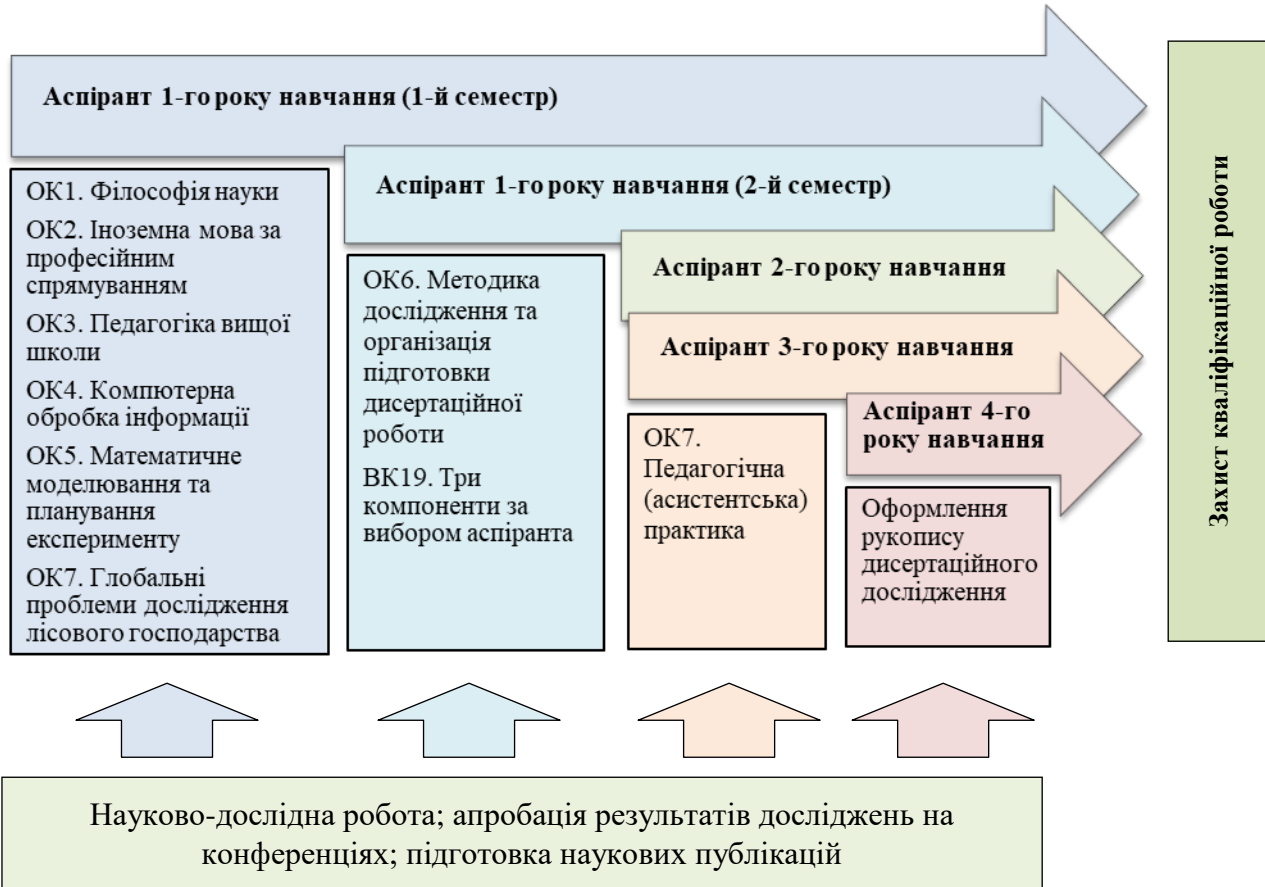 Аспірант 1-го року навчання (1-й семестр)
ОК1. Філософія науки
ОК2. Іноземна мова за
професійним
спрямуванням
ОК3. Педагогіка вищої
школи
ОК4. Компютерна
обробка інформації
ОК5. Математичне
моделювання та
планування
експерименту
ОК7. Глобальні
проблеми дослідження
лісового господарства
Аспірант 1-го року навчання (2-й семестр)
ОК6. Методика
дослідження та
організація
підготовки
дисертаційної
роботи
ВК19. Три
компоненти за
вибором аспіранта
Аспірант 2-го року навчання
Аспірант 3-го року навчання
ОК7.
Педагогічна
(асистентська)
практика
Аспірант 4-го
року навчання
Оформлення
рукопису
дисертаційного
дослідження
Захист кваліфікаційної роботи
Науково-дослідна робота; апробація результатів досліджень на
конференціях; підготовка наукових публікацій